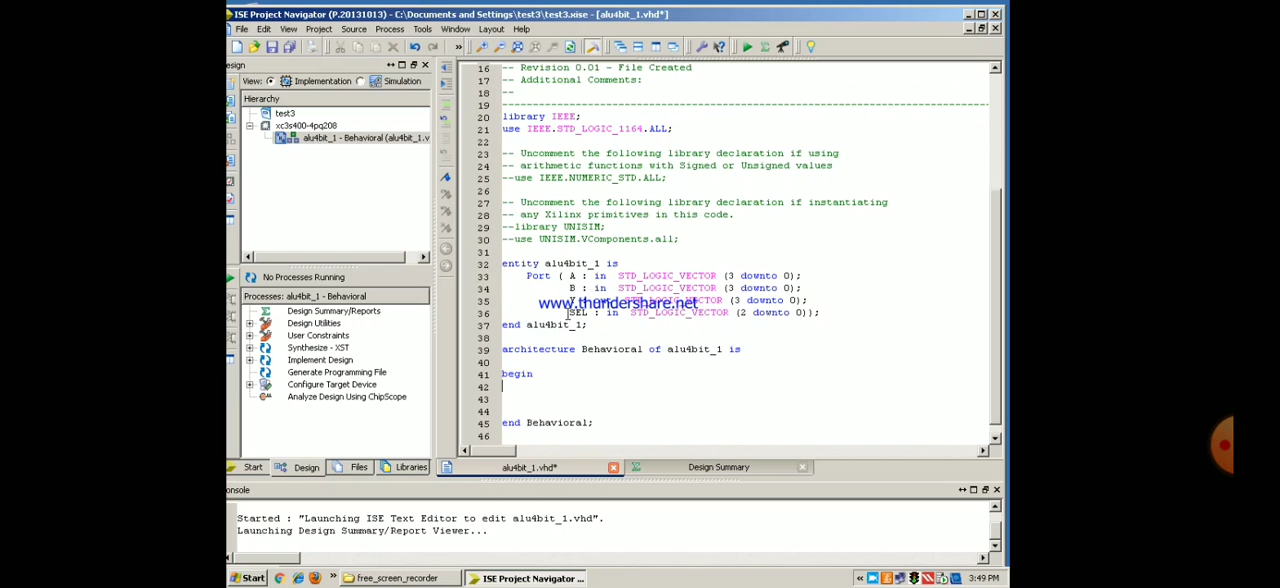 ISE Project Navigator (P.20131013) - C:\Documents and Settings\test3\test3.xise - [alu4bit_1.vhd*]
File Edit View Project Source Process Tools Window Layout Help
esign
View: Implementation Simulation
Hierarchy
test3
xc3s400-4pq208
alu4bit_1 - Behavioral (alu4bit_1.v
No Processes Running
Processes: alu4bit_1 - Behavioral
Design Summary/Reports
Design Utilities
User Constraints
Synthesize - XST
Implement Design
Generate Programming File
Configure Target Device
Analyze Design Using ChipScope
Start Design Files Libraries
16 -- Revision 0.01 - File Created
17 -- Additional Comments:
18 --
19 ----------------------------------------------------------------------------------
20 library IEEE;
21 use IEEE.STD_LOGIC_1164.ALL;
22
23 -- Uncomment the following library declaration if using
24 -- arithmetic functions with Signed or Unsigned values
25 --use IEEE.NUMERIC_STD.ALL;
26
27 -- Uncomment the following library declaration if instantiating
28 -- any Xilinx primitives in this code.
29 --library UNISIM;
30 --use UNISIM.VComponents.all;
31
32 entity alu4bit_1 is
33 Port ( A : in STD_LOGIC_VECTOR (3 downto 0);
34 B : in STD_LOGIC_VECTOR (3 downto 0);
35 STD_LOGIC_VECTOR (3 downto 0);
www.thundershare.net
36 SEL : in STD_LOGIC_VECTOR (2 downto 0));
37 end alu4bit_1;
38
39 architecture Behavioral of alu4bit_1 is
40
41 begin
42
43
44
45 end Behavioral;
46
alu4bit_1.vhd* Design Summary
onsole
Started : "Launching ISE Text Editor to edit alu4bit_1.vhd".
Launching Design Summary/Report Viewer...
Start free_screen_recorder ISE Project Navigator ... 3:49 PM